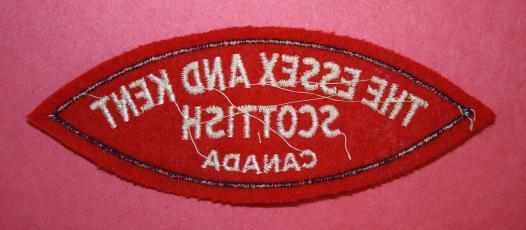 THE ESSEX AND KENT
SCOTTISH
CANADA